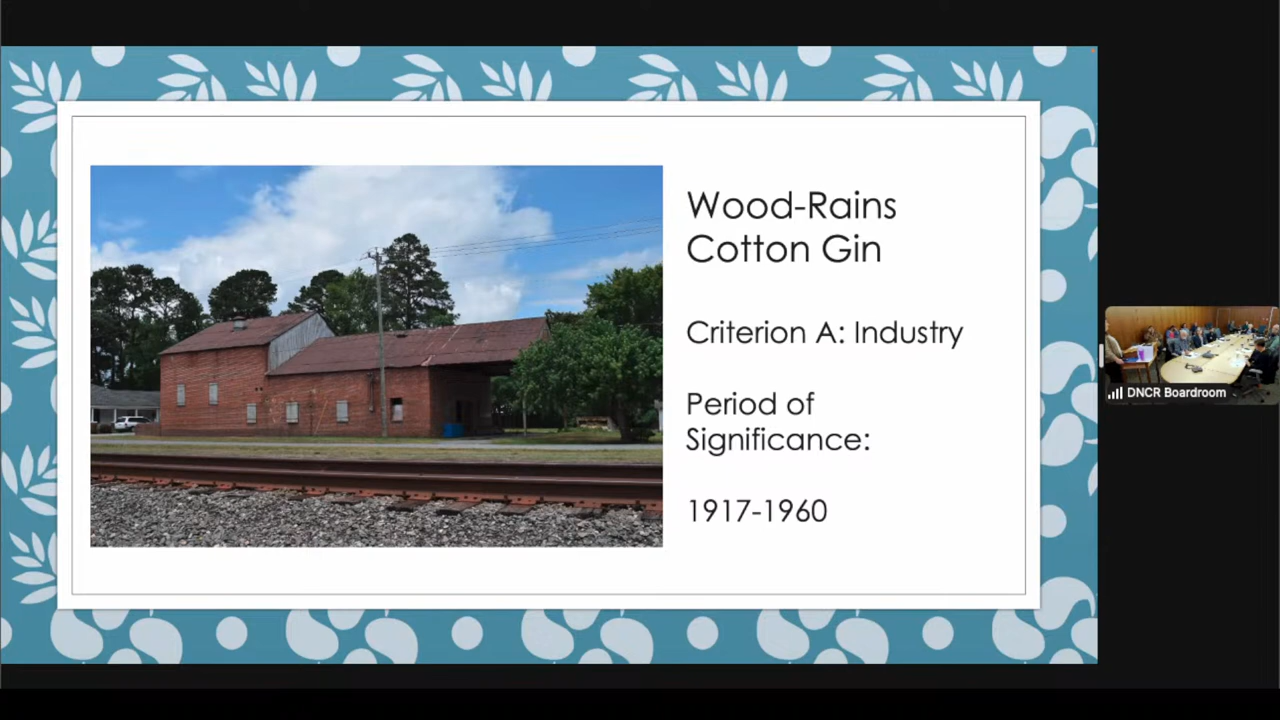 Wood-Rains
Cotton Gin
Criterion A: Industry
Period of
Significance:
1917-1960
DNCR Boardroom